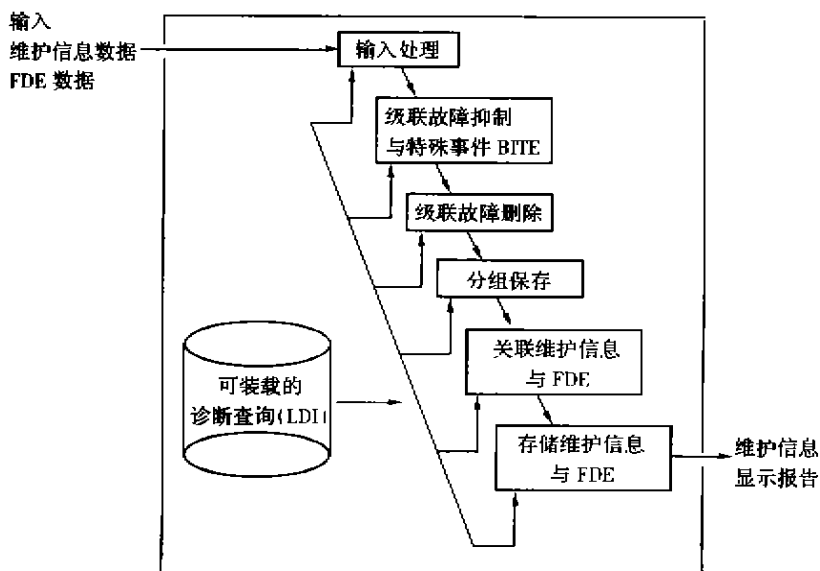 输入
维护信息数据
FDE 数据
输入处理
级联故障抑制
与特殊事件 BITE
级联故障删除
分组保存
关联维护信息
与 FDE
可装载的
诊断查询(LDI)
存储维护信息
与 FDE
维护信息
显示报告